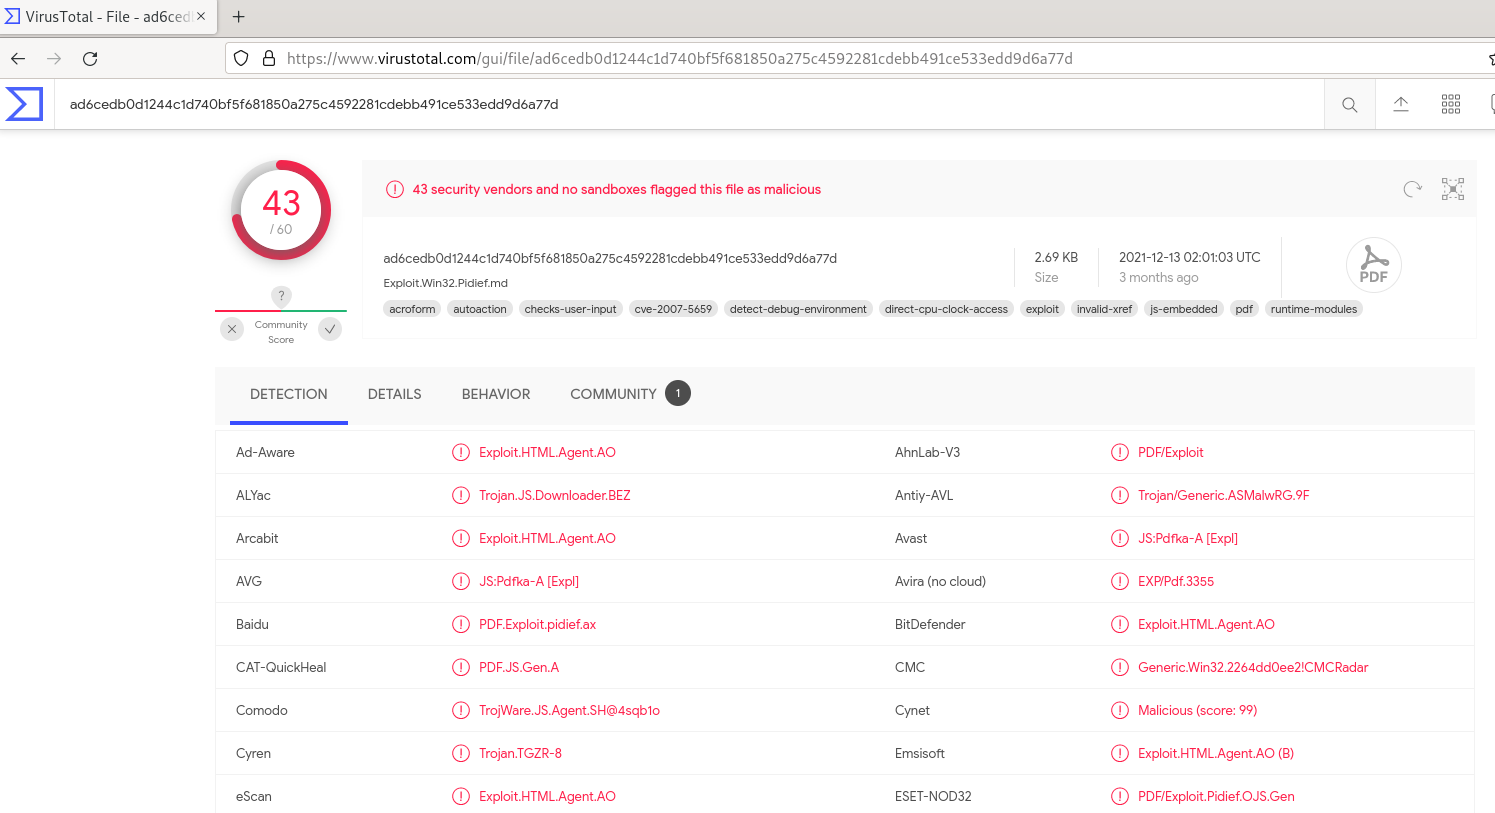 VirusTotal - File - ad6ced
https://www.virustotal.com/gui/file/ad6cedb0d1244c1d740bf5f681850a275c4592281cdebb491ce533edd9d6a77d
ad6cedb0d1244c1d740bf5f681850a275c4592281cdebb491ce533edd9d6a77d
43
/ 60
43 security vendors and no sandboxes flagged this file as malicious
ad6cedb0d1244c1d740bf5f681850a275c4592281cdebb491ce533edd9d6a77d
Exploit.Win32.Pidief.md
2.69 KB
Size
2021-12-13 02:01:03 UTC
3 months ago
PDF
acroform autoaction checks-user-input cve-2007-5659 detect-debug-environment direct-cpu-clock-access exploit invalid-xref js-embedded pdf runtime-modules
?
Community
Score
DETECTION DETAILS BEHAVIOR COMMUNITY 1
Ad-Aware Exploit.HTML.Agent.AO AhnLab-V3 PDF/Exploit
ALYac Trojan.JS.Downloader.BEZ Antiy-AVL Trojan/Generic.ASMalwRG.9F
Arcabit Exploit.HTML.Agent.AO Avast JS:Pdfka-A [Expl]
AVG JS:Pdfka-A [Expl] Avira (no cloud) EXP/Pdf.3355
Baidu PDF.Exploit.pidief.ax BitDefender Exploit.HTML.Agent.AO
CAT-QuickHeal PDF.JS.Gen.A CMC Generic.Win32.2264dd0ee2!CMCRadar
Comodo TrojWare.JS.Agent.SH@4sqb1o Cynet Malicious (score: 99)
Cyren Trojan.TGZR-8 Emsisoft Exploit.HTML.Agent.AO (B)
eScan Exploit.HTML.Agent.AO ESET-NOD32 PDF/Exploit.Pidief.OJS.Gen